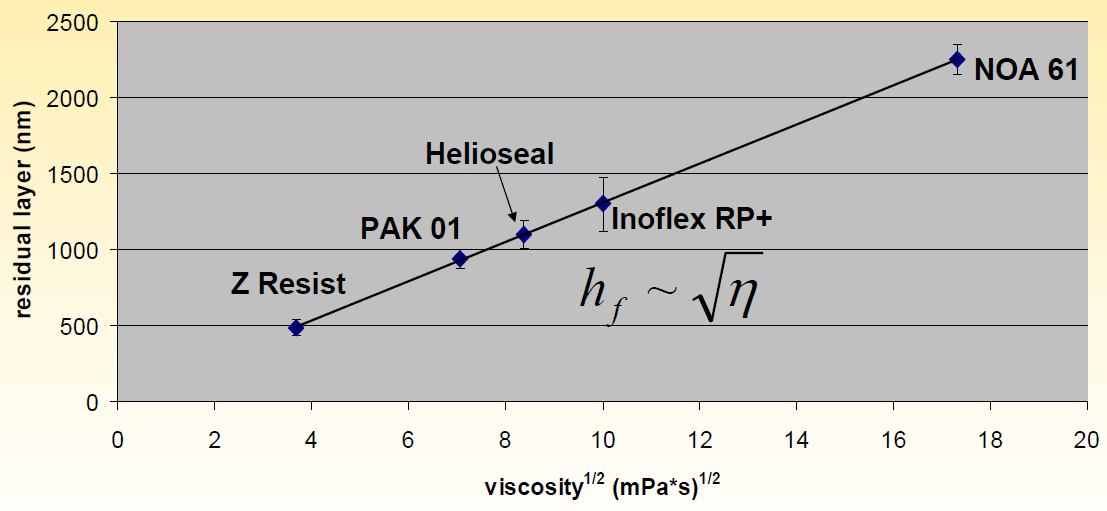 2500
2000
1500
1000
500
0
residual layer (nm)
NOA 61
Helioseal
PAK 01
Inoflex RP+
Z Resist
h_f ~ √η
0 2 4 6 8 10 12 14 16 18 20
viscosity^1/2 (mPa*s)^1/2